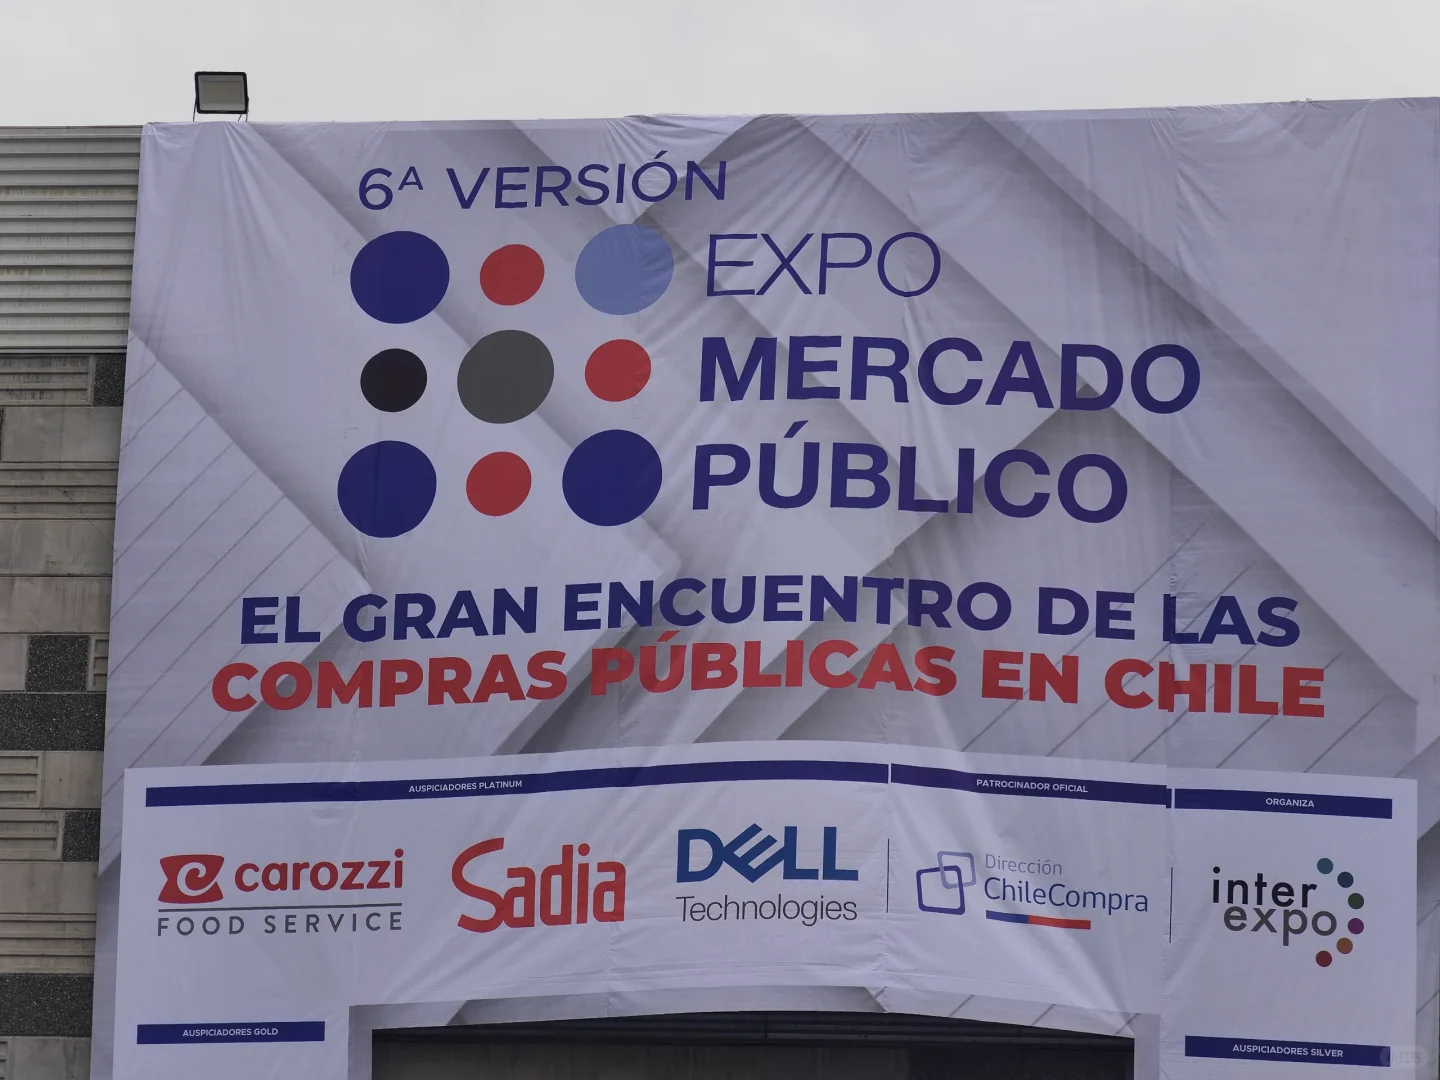 6ᴬ VERSIÓN
EXPO
MERCADO
PÚBLICO
EL GRAN ENCUENTRO DE LAS
COMPRAS PÚBLICAS EN CHILE
AUSPICIADORES PLATINUM
PATROCINADOR OFICIAL
ORGANIZA
carozzi
FOOD SERVICE
Sadia
DELL
Technologies
Dirección
ChileCompra
inter
expo
AUSPICIADORES GOLD
AUSPICIADORES SILVER